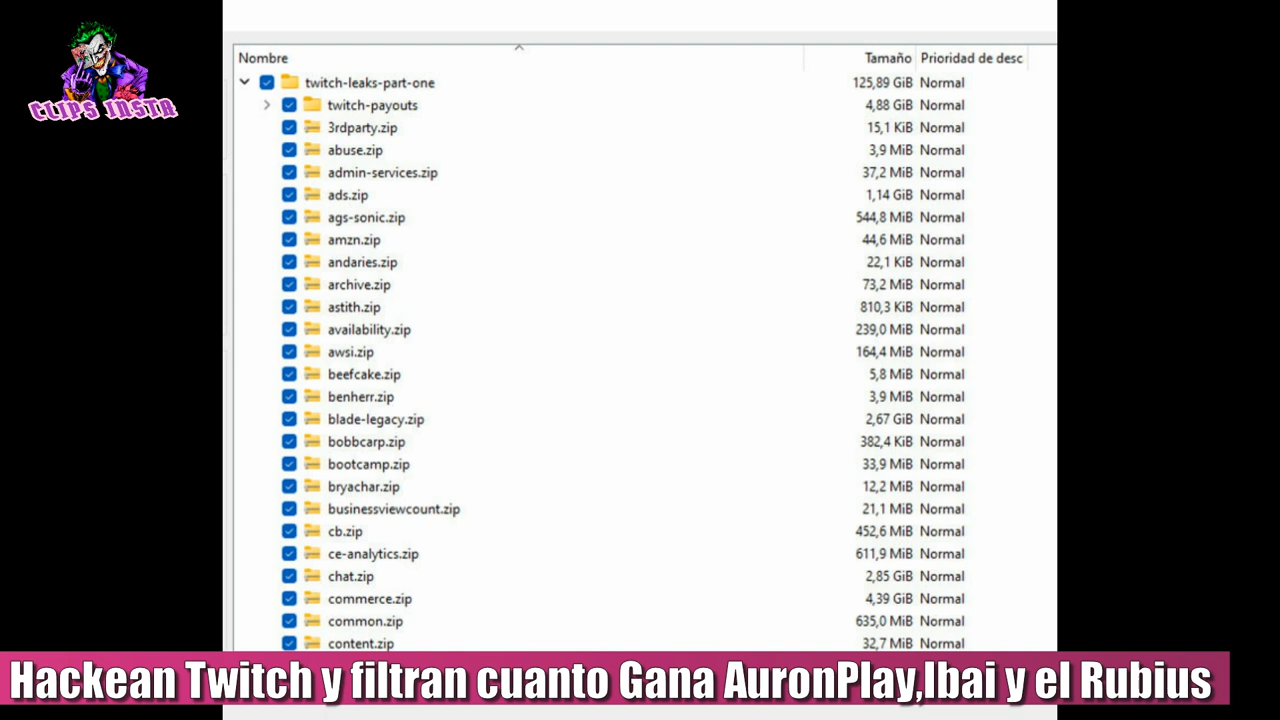 CLIPS INSTA
Nombre Tamaño Prioridad de desc
twitch-leaks-part-one 125,89 GiB Normal
twitch-payouts 4,88 GiB Normal
3rdparty.zip 15,1 KiB Normal
abuse.zip 3,9 MiB Normal
admin-services.zip 37,2 MiB Normal
ads.zip 1,14 GiB Normal
ags-sonic.zip 544,8 MiB Normal
amzn.zip 44,6 MiB Normal
andaries.zip 22,1 KiB Normal
archive.zip 73,2 MiB Normal
astith.zip 810,3 KiB Normal
availability.zip 239,0 MiB Normal
awsi.zip 164,4 MiB Normal
beefcake.zip 5,8 MiB Normal
benherr.zip 3,9 MiB Normal
blade-legacy.zip 2,67 GiB Normal
bobbcarp.zip 382,4 KiB Normal
bootcamp.zip 33,9 MiB Normal
bryachar.zip 12,2 MiB Normal
businessviewcount.zip 21,1 MiB Normal
cb.zip 452,6 MiB Normal
ce-analytics.zip 611,9 MiB Normal
chat.zip 2,85 GiB Normal
commerce.zip 4,39 GiB Normal
common.zip 635,0 MiB Normal
content.zip 32,7 MiB Normal
Hackean Twitch y filtran cuanto Gana AuronPlay,Ibai y el Rubius